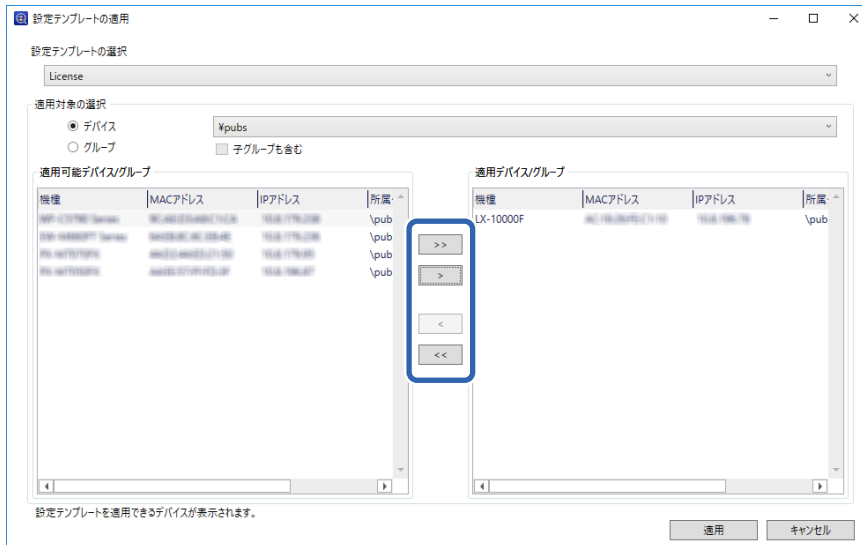 設定テンプレートの適用
設定テンプレートの選択
License
適用対象の選択
デバイス
¥pubs
グループ
子グループも含む
適用可能デバイス/グループ
機種 MACアドレス IPアドレス 所属
\pub
\pub
\pub
\pub
>>
>
<
<<
適用デバイス/グループ
機種 MACアドレス IPアドレス 所属
LX-10000F \pub
設定テンプレートを適用できるデバイスが表示されます。
適用 キャンセル